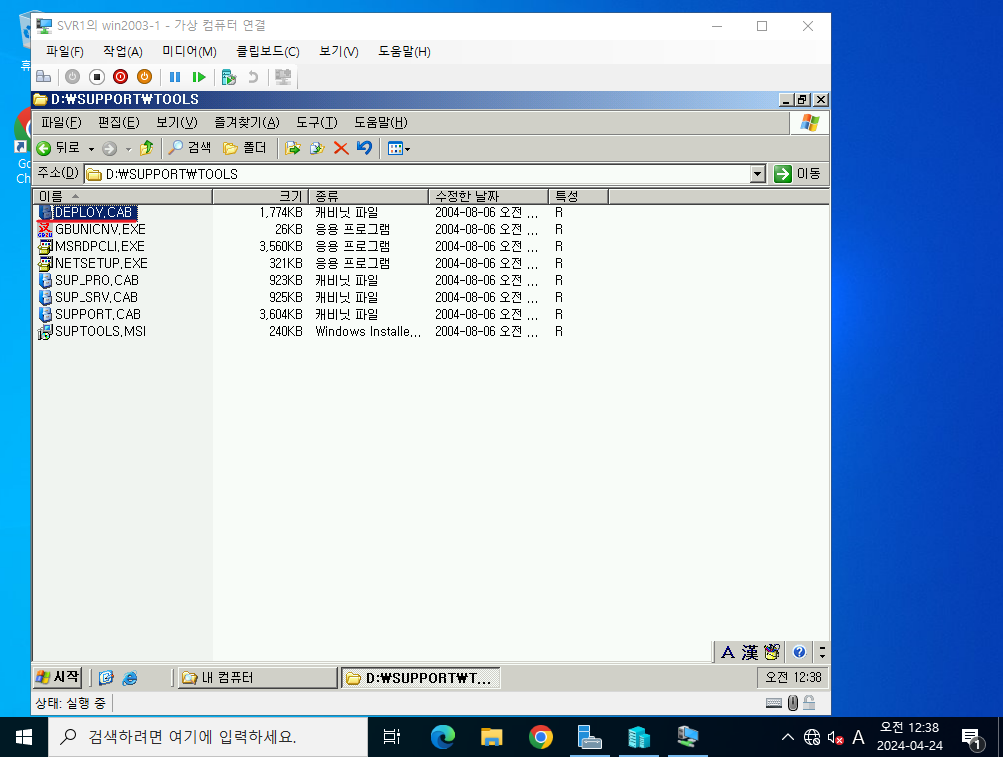 SVR1의 win2003-1 - 가상 컴퓨터 연결
파일(F) 작업(A) 미디어(M) 클립보드(C) 보기(V) 도움말(H)
D:₩SUPPORT₩TOOLS
파일(F) 편집(E) 보기(V) 즐겨찾기(A) 도구(T) 도움말(H)
뒤로 검색 폴더
주소(D) D:₩SUPPORT₩TOOLS 이동
이름 크기 종류 수정한 날짜 특성
DEPLOY.CAB 1,774KB 캐비닛 파일 2004-08-06 오전 ... R
GBUNICNV.EXE 26KB 응용 프로그램 2004-08-06 오전 ... R
MSRDPCLI.EXE 3,560KB 응용 프로그램 2004-08-06 오전 ... R
NETSETUP.EXE 321KB 응용 프로그램 2004-08-06 오전 ... R
SUP_PRO.CAB 923KB 캐비닛 파일 2004-08-06 오전 ... R
SUP_SRV.CAB 925KB 캐비닛 파일 2004-08-06 오전 ... R
SUPPORT.CAB 3,604KB 캐비닛 파일 2004-08-06 오전 ... R
SUPTOOLS.MSI 240KB Windows Installe... 2004-08-06 오전 ... R
휴
Go
Ch
A 漢
시작 내 컴퓨터 D:₩SUPPORT₩T... 오전 12:38
상태: 실행 중
검색하려면 여기에 입력하세요. A 오전 12:38
2024-04-24 1